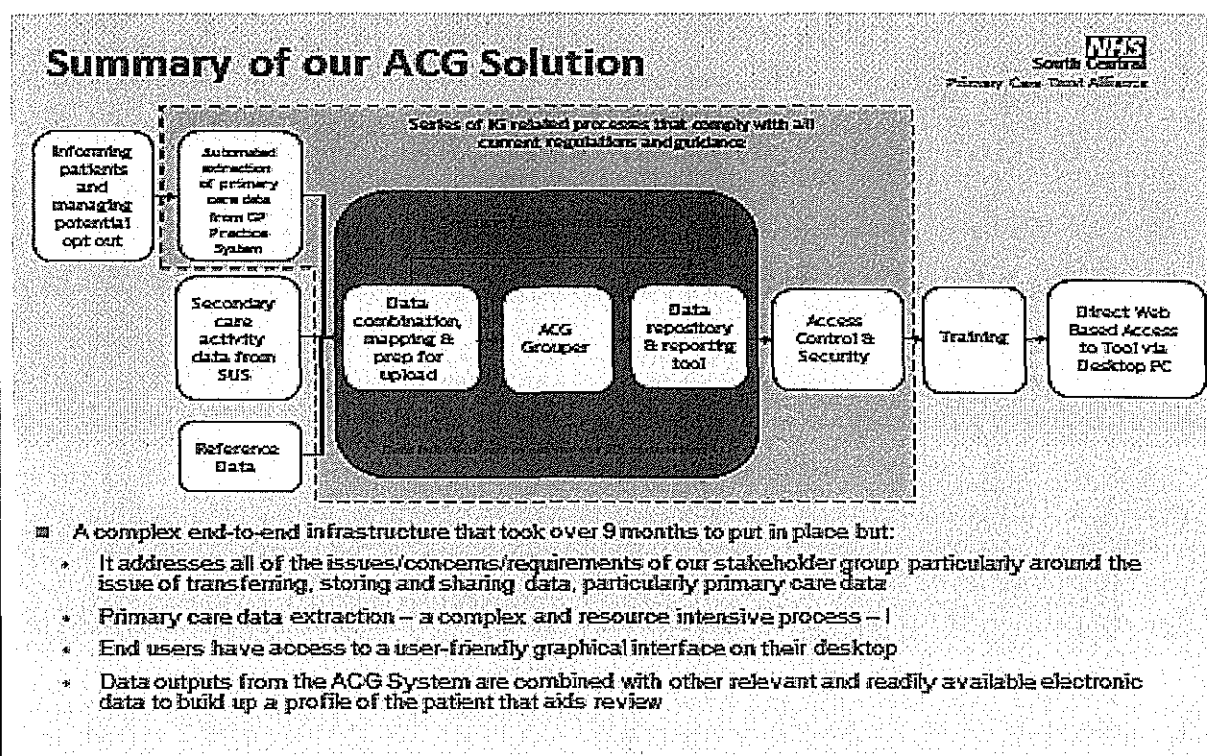 Summary of our ACG Solution
NHS
South Central
Primary Care Trust Alliance
Series of IG related processes that comply with all
current regulations and guidance
Informing
patients
and
managing
potential
opt out
Automated
extraction
of primary
care data
from GP
Practice
System
Secondary
care
activity
data from
SUS
Reference
Data
Data
combination,
mapping &
prep for
upload
ACG
Grouper
Data
repository
& reporting
tool
Access
Control &
Security
Training
Direct Web
Based Access
to Tool via
Desktop PC
A complex end-to-end infrastructure that took over 9 months to put in place but:
It addresses all of the issues/concerns/requirements of our stakeholder group particularly around the
issue of transferring, storing and sharing data, particularly primary care data
Primary care data extraction – a complex and resource intensive process – I
End users have access to a user-friendly graphical interface on their desktop
Data outputs from the ACG System are combined with other relevant and readily available electronic
data to build up a profile of the patient that aids review